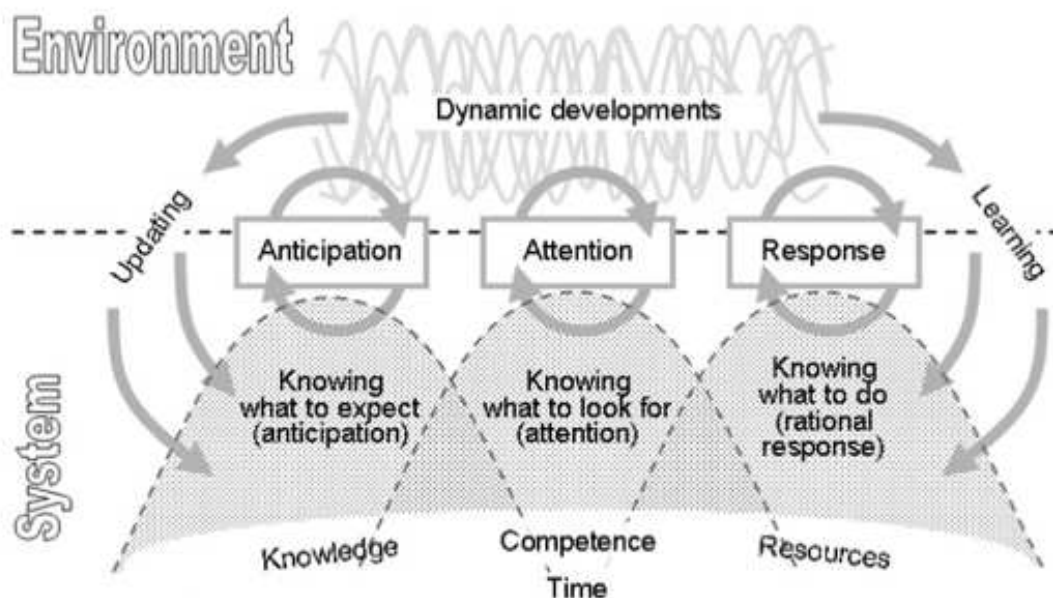 Environment
Dynamic developments
Updating
Learning
Anticipation
Attention
Response
System
Knowing
what to expect
(anticipation)
Knowing
what to look for
(attention)
Knowing
what to do
(rational
response)
Knowledge
Competence
Resources
Time